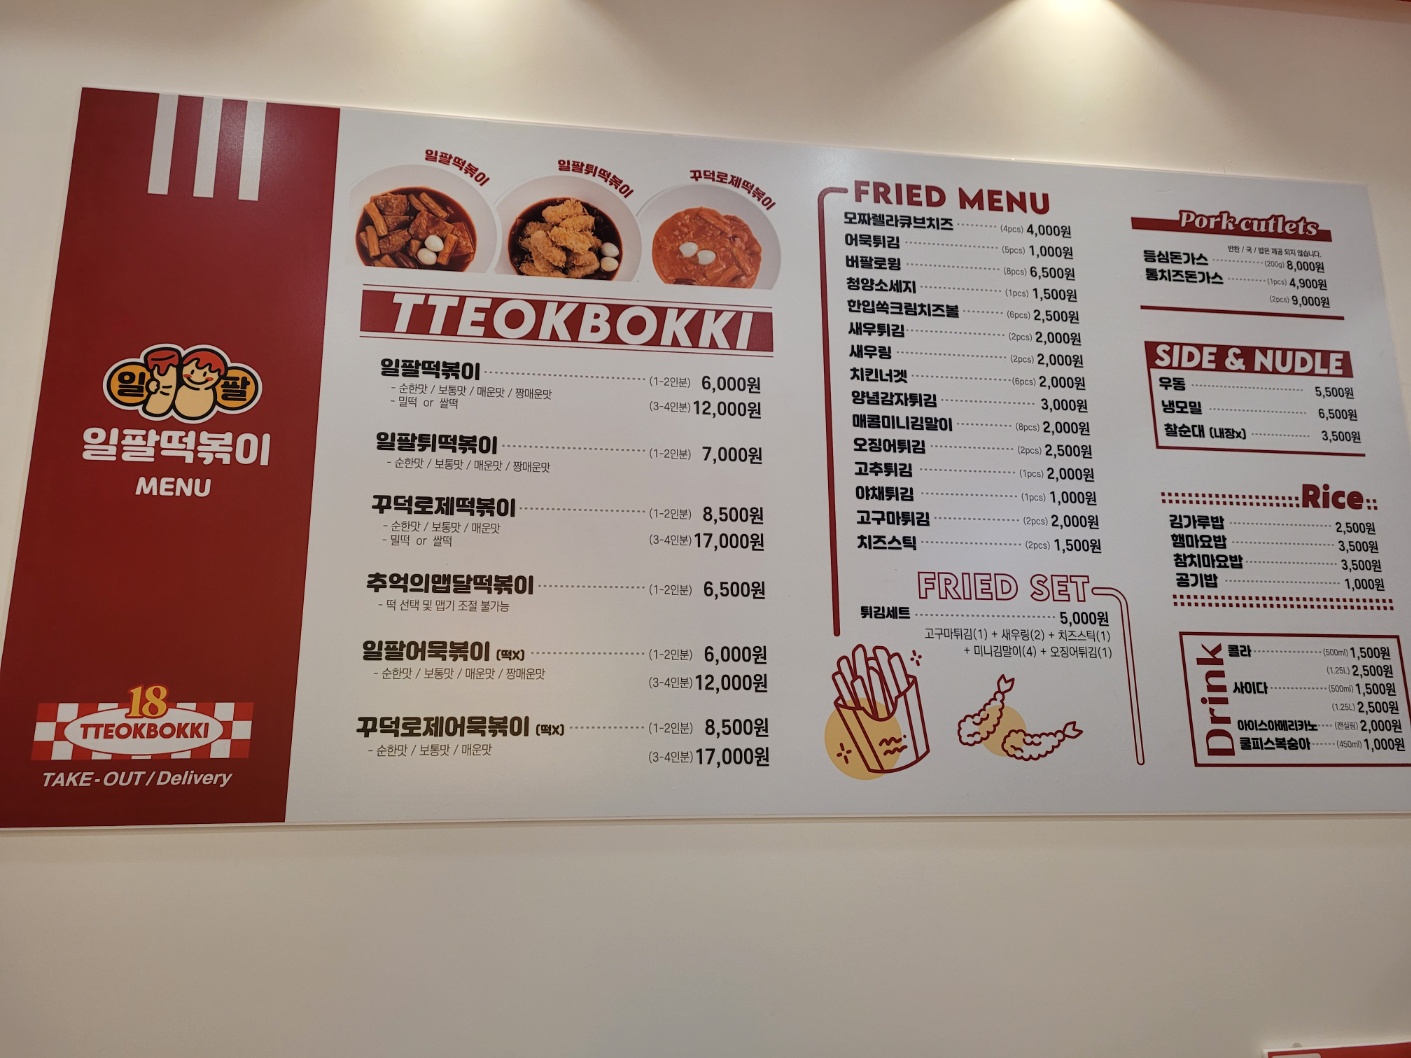 일팔
일팔떡볶이
MENU
18
TTEOKBOKKI
TAKE-OUT / Delivery
일팔떡볶이
일팔튀떡볶이
꾸덕로제떡볶이
TTEOKBOKKI
일팔떡볶이 (1-2인분) 6,000원
- 순한맛 / 보통맛 / 매운맛 / 짱매운맛
- 밀떡 or 쌀떡 (3-4인분) 12,000원
일팔튀떡볶이 (1-2인분) 7,000원
- 순한맛 / 보통맛 / 매운맛 / 짱매운맛
꾸덕로제떡볶이 (1-2인분) 8,500원
- 순한맛 / 보통맛 / 매운맛
- 밀떡 or 쌀떡 (3-4인분) 17,000원
추억의맵달떡볶이 (1-2인분) 6,500원
- 떡 선택 및 맵기 조절 불가능
일팔어묵볶이 (떡X) (1-2인분) 6,000원
- 순한맛 / 보통맛 / 매운맛 / 짱매운맛
(3-4인분) 12,000원
꾸덕로제어묵볶이 (떡X) (1-2인분) 8,500원
- 순한맛 / 보통맛 / 매운맛
(3-4인분) 17,000원
FRIED MENU
모짜렐라큐브치즈 (4pcs) 4,000원
어묵튀김 (5pcs) 1,000원
버팔로윙 (8pcs) 6,500원
청양소세지 (1pcs) 1,500원
한입쏙크림치즈볼 (6pcs) 2,500원
새우튀김 (2pcs) 2,000원
새우링 (2pcs) 2,000원
치킨너겟 (6pcs) 2,000원
양념감자튀김 3,000원
매콤미니김말이 (8pcs) 2,000원
오징어튀김 (2pcs) 2,500원
고추튀김 (1pcs) 2,000원
야채튀김 (1pcs) 1,000원
고구마튀김 (2pcs) 2,000원
치즈스틱 (2pcs) 1,500원
FRIED SET
튀김세트 5,000원
고구마튀김(1) + 새우링(2) + 치즈스틱(1)
+ 미니김말이(4) + 오징어튀김(1)
Pork cutlets
반찬 / 국 / 밥은 제공 되지 않습니다.
등심돈가스 (200g) 8,000원
통치즈돈가스 (1pcs) 4,900원
(2pcs) 9,000원
SIDE & NUDLE
우동 5,500원
냉모밀 6,500원
찰순대 (내장x) 3,500원
Rice
김가루밥 2,500원
햄마요밥 3,500원
참치마요밥 3,500원
공기밥 1,000원
Drink
콜라 (500ml) 1,500원
(1.25L) 2,500원
사이다 (500ml) 1,500원
(1.25L) 2,500원
아이스아메리카노 (캔실링) 2,000원
쿨피스복숭아 (450ml) 1,000원